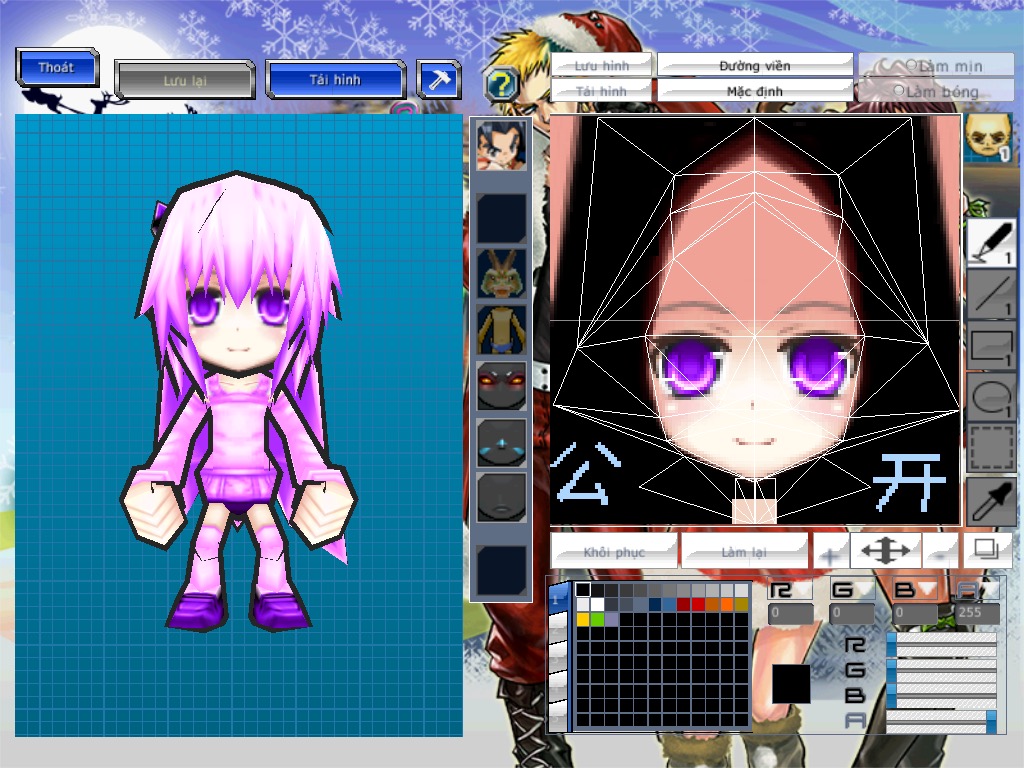 Thoát
Lưu lại
Tải hình
?
Lưu hình
Đường viền
Làm mịn
Tải hình
Mặc định
Làm bóng
1
1
1
1
1
公 开
Khôi phục
Làm lại
+
-
1
R G B A
0 0 0 255
R
G
B
A